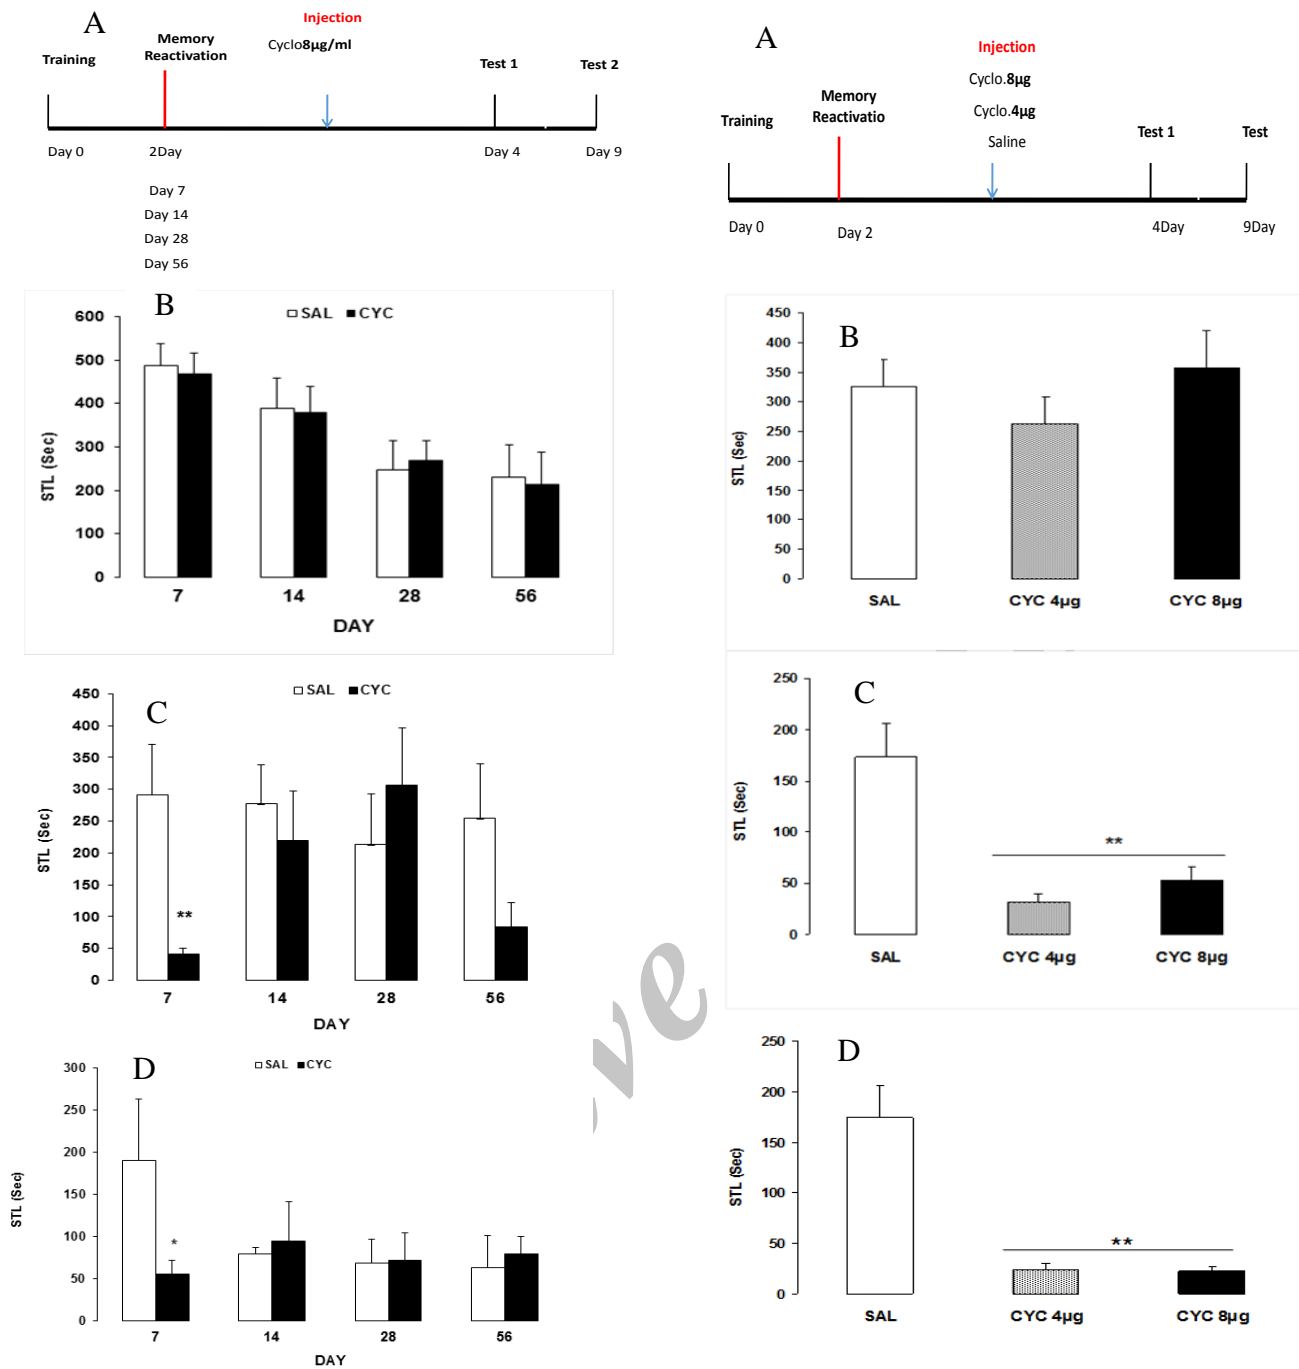 A
Injection
Cyclo8µg/ml
Memory
Reactivation
Training
Test 1
Test 2
Day 0
2Day
Day 4
Day 9
Day 7
Day 14
Day 28
Day 56
B
SAL CYC
600
500
400
300
200
100
0
STL (Sec)
7 14 28 56
DAY
C
SAL CYC
450
400
350
300
250
200
150
100
50
0
STL (Sec)
**
7 14 28 56
DAY
D
SAL CYC
300
250
200
150
100
50
0
STL (Sec)
*
7 14 28 56
DAY
A
Injection
Cyclo.8µg
Cyclo.4µg
Saline
Memory
Reactivatio
Training
Test 1
Test
Day 0
Day 2
4Day
9Day
B
450
400
350
300
250
200
150
100
50
0
STL (Sec)
SAL CYC 4µg CYC 8µg
C
250
200
150
100
50
0
STL (Sec)
**
SAL CYC 4µg CYC 8µg
D
250
200
150
100
50
0
STL (Sec)
**
SAL CYC 4µg CYC 8µg
ve